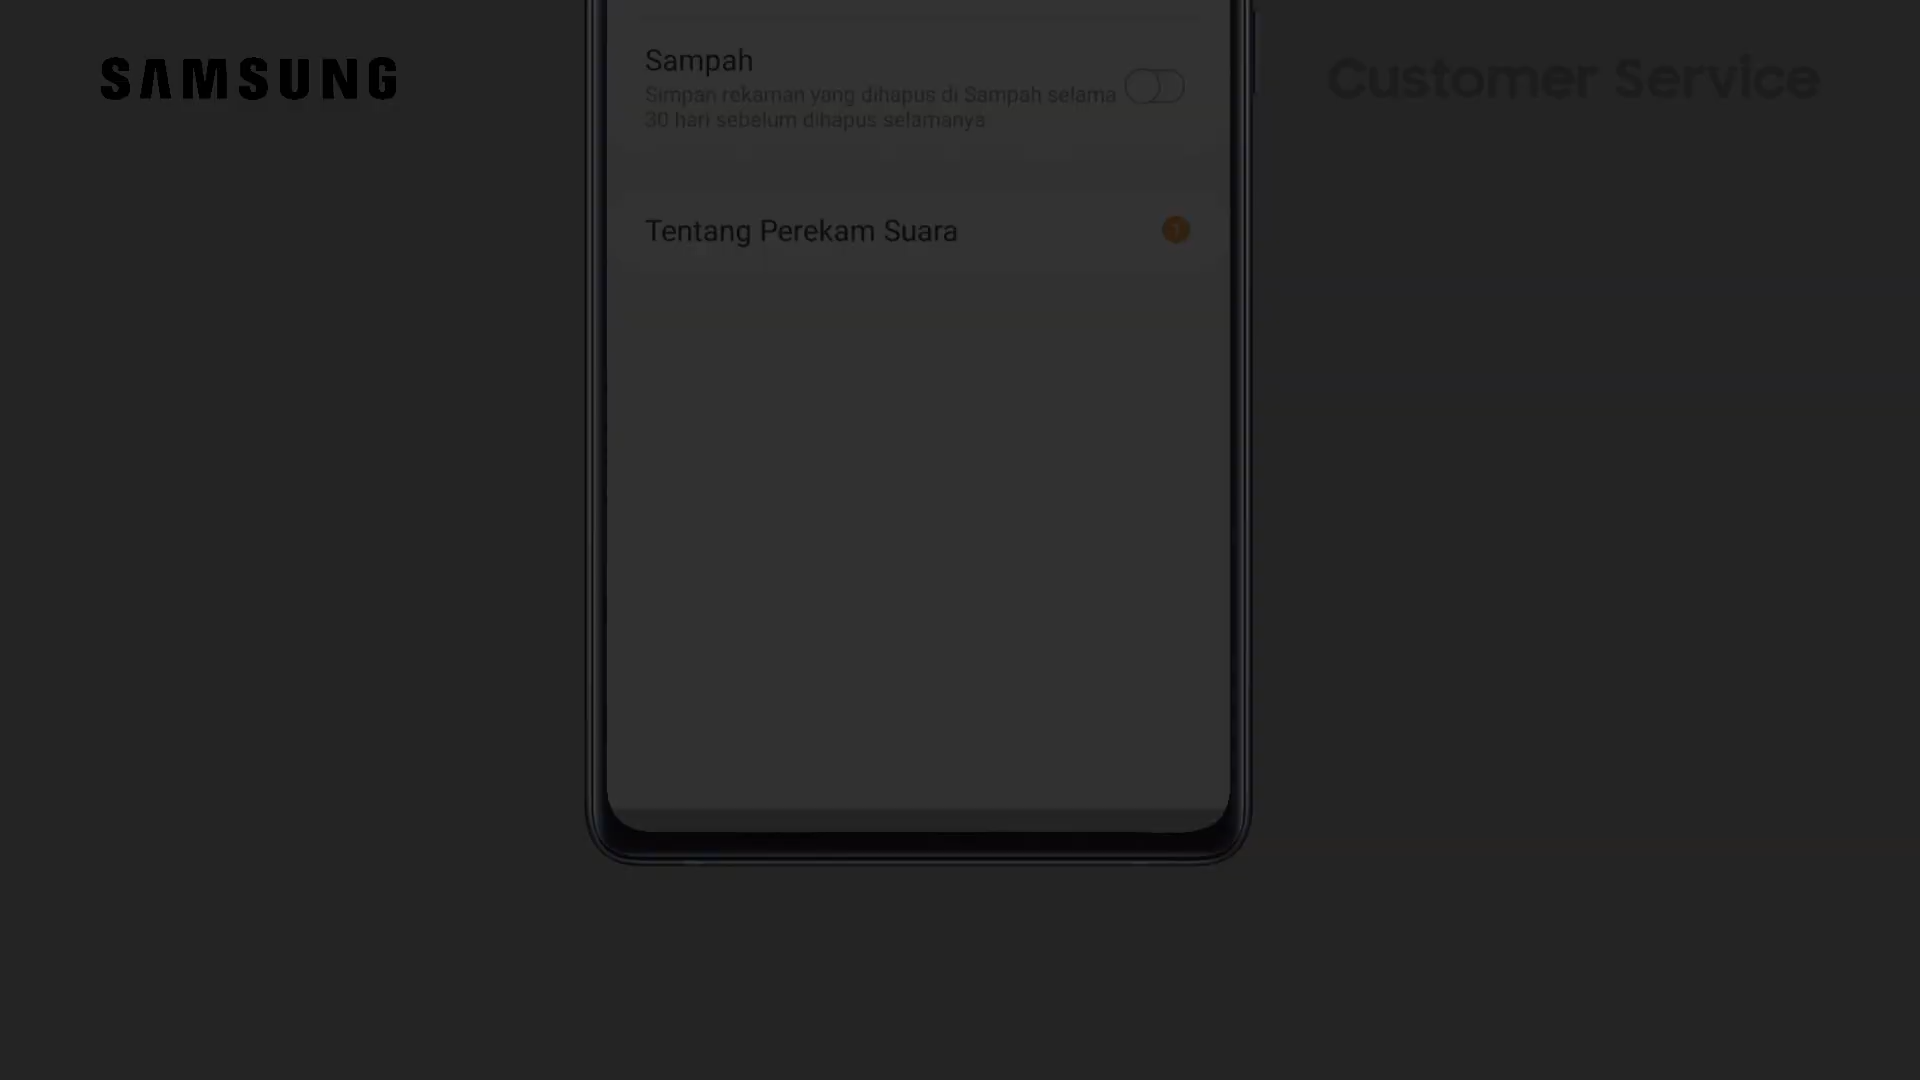 SAMSUNG
Customer Service
Sampah
Simpan rekaman yang dihapus di Sampah selama
30 hari sebelum dihapus selamanya
Tentang Perekam Suara
1